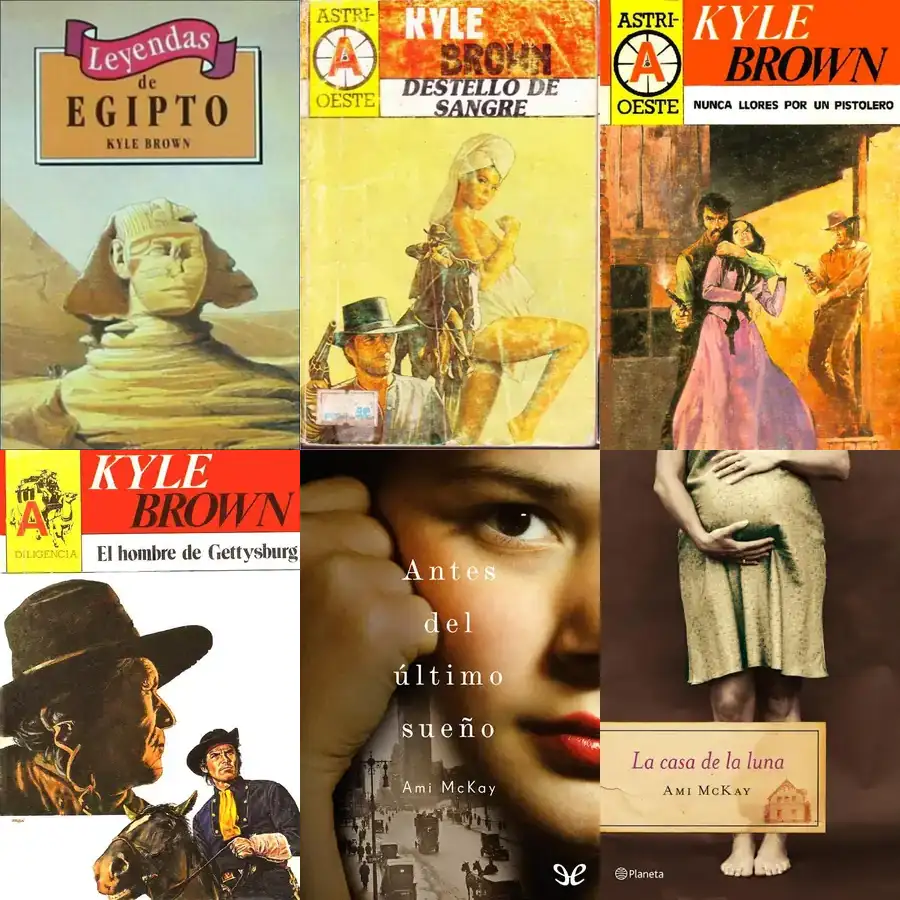 Leyendas
de
EGIPTO
KYLE BROWN
ASTRI-
A
OESTE
KYLE
BROWN
DESTELLO DE
SANGRE
ASTRI-
A
OESTE
KYLE
BROWN
NUNCA LLORES POR UN PISTOLERO
A
DILIGENCIA
KYLE
BROWN
El hombre de Gettysburg
Antes
del
último
sueño
Ami McKay
La casa de la luna
AMI MCKAY
Planeta